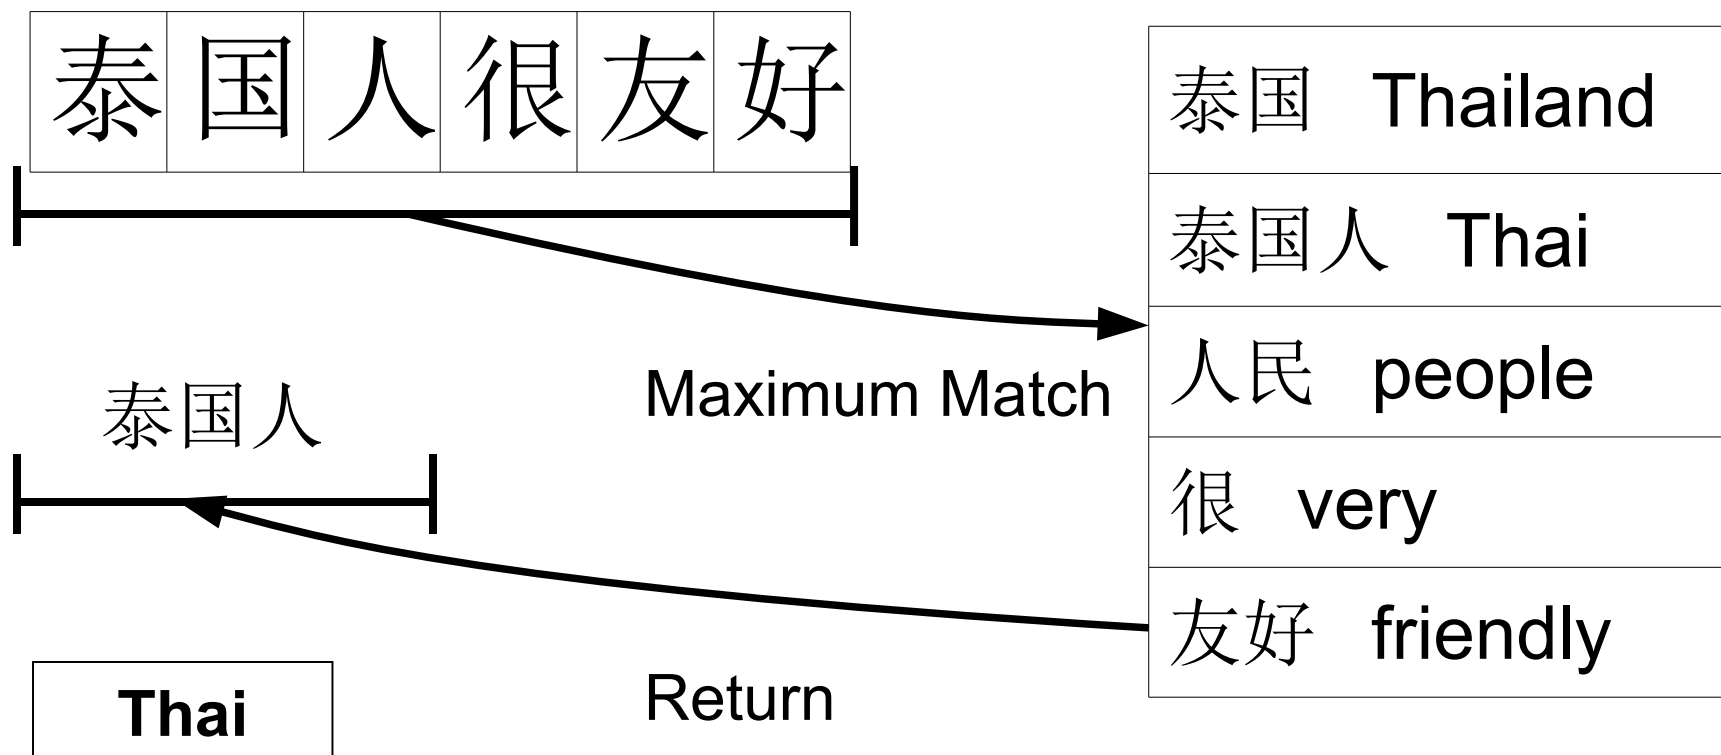 泰国人很友好
泰国 Thailand
泰国人 Thai
人民 people
很 very
友好 friendly
Maximum Match
泰国人
Return
Thai